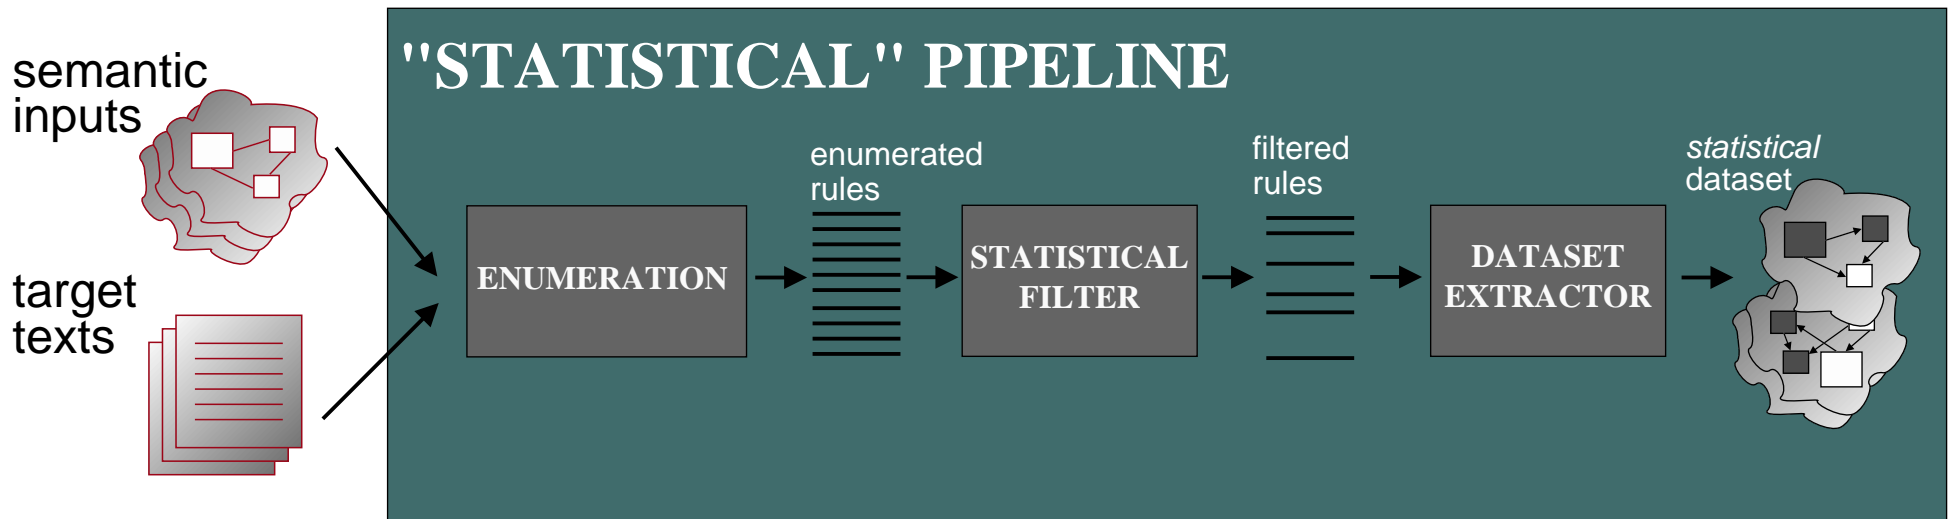 "STATISTICAL" PIPELINE
semantic
inputs
target
texts
ENUMERATION
enumerated
rules
STATISTICAL
FILTER
filtered
rules
DATASET
EXTRACTOR
statistical
dataset